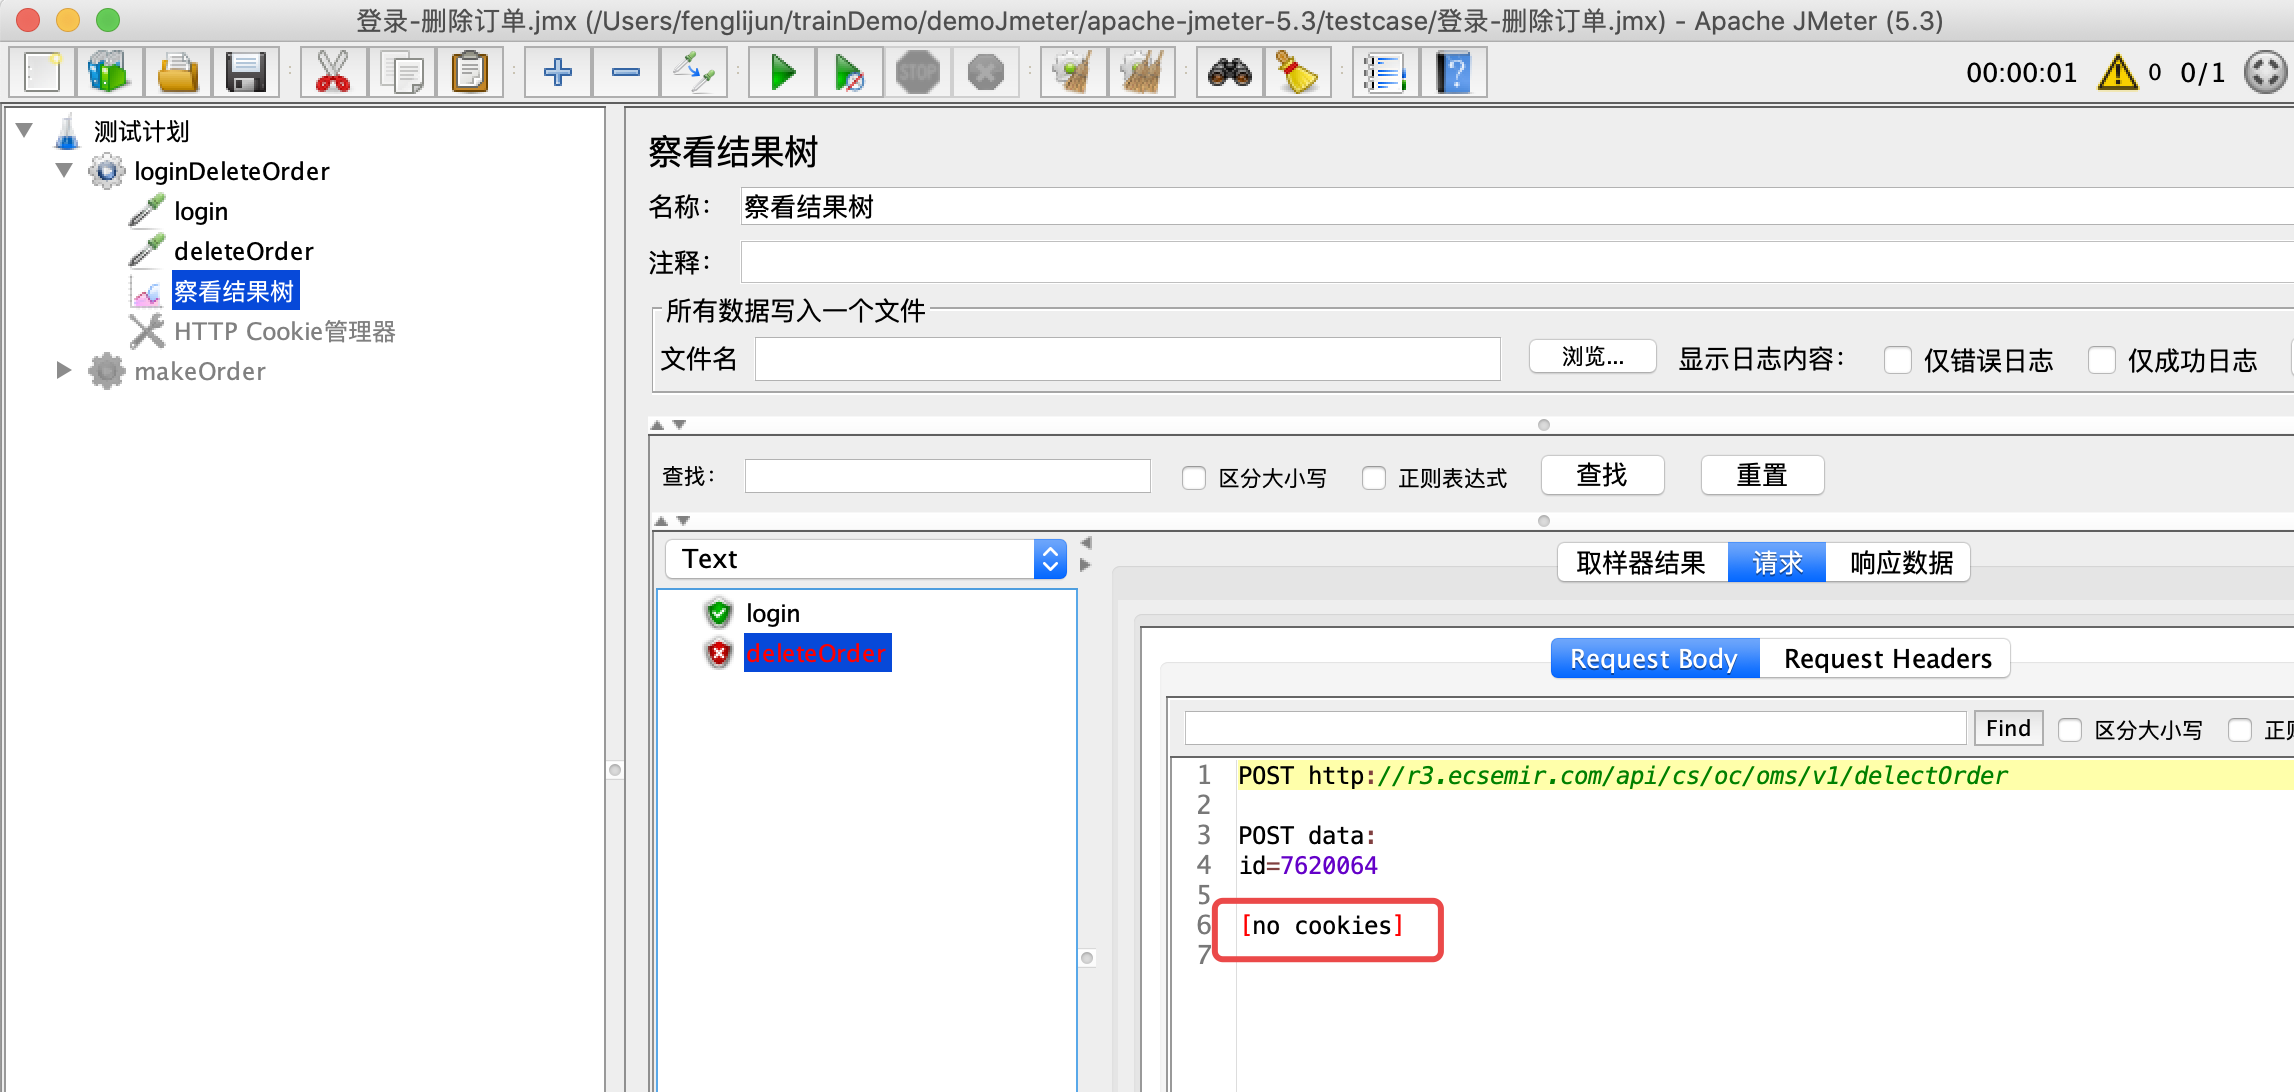 登录-删除订单.jmx (/Users/fenglijun/trainDemo/demoJmeter/apache-jmeter-5.3/testcase/登录-删除订单.jmx) - Apache JMeter (5.3)
STOP
00:00:01 0 0/1
测试计划
loginDeleteOrder
login
deleteOrder
察看结果树
HTTP Cookie管理器
makeOrder
察看结果树
名称： 察看结果树
注释：
所有数据写入一个文件
文件名 浏览... 显示日志内容： 仅错误日志 仅成功日志
查找： 区分大小写 正则表达式 查找 重置
Text
login
deleteOrder
取样器结果 请求 响应数据
Request Body Request Headers
Find 区分大小写
1 POST http://r3.ecsemir.com/api/cs/oc/oms/v1/delectOrder
2
3 POST data:
4 id=7620064
5
6 [no cookies]
7